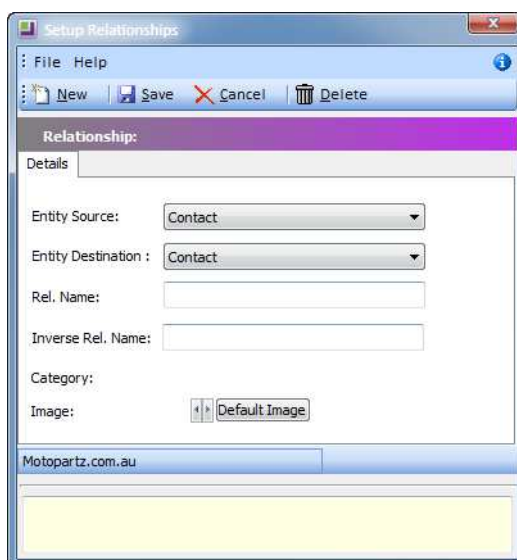 Setup Relationships
File Help
New Save Cancel Delete
Relationship:
Details
Entity Source: Contact
Entity Destination : Contact
Rel. Name:
Inverse Rel. Name:
Category:
Image: Default Image
Motopartz.com.au